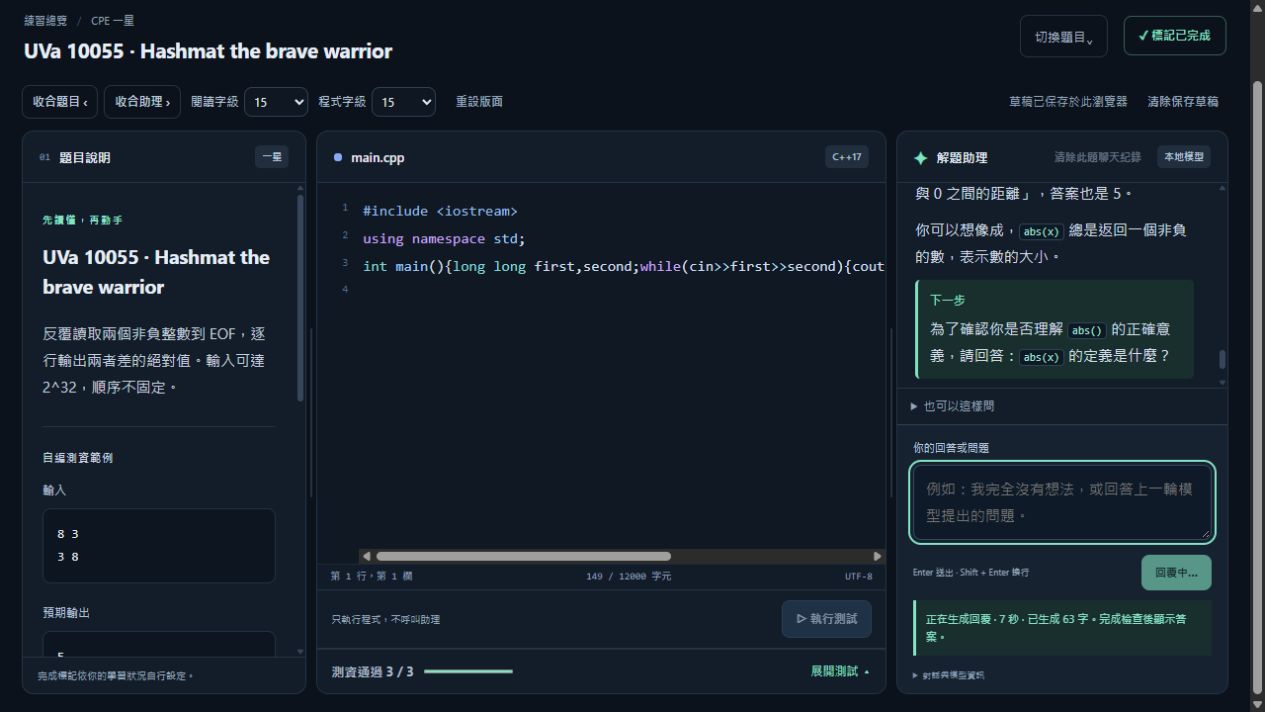 練習總覽 / CPE 一星
UVa 10055 · Hashmat the brave warrior
切換題目⌄
✓ 標記已完成
收合題目 ‹
收合助理 ›
閱讀字級
15
程式字級
15
重設版面
草稿已保存於此瀏覽器
清除保存草稿
01 題目說明
一星
先讀懂，再動手
UVa 10055 · Hashmat the
brave warrior
反覆讀取兩個非負整數到 EOF，逐
行輸出兩者差的絕對值。輸入可達
2^32，順序不固定。
自編測資範例
輸入
8 3
3 8
預期輸出
5
完成標記依你的學習狀況自行設定。
main.cpp
C++17
1 #include <iostream>
2 using namespace std;
3 int main(){long long first,second;while(cin>>first>>second){cout
4
第 1 行，第 1 欄
149 / 12000 字元
UTF-8
只執行程式，不呼叫助理
▷ 執行測試
測資通過 3 / 3
展開測試
解題助理
清除此題聊天紀錄
本地模型
與 0 之間的距離」，答案也是 5。
你可以想像成，abs(x) 總是返回一個非負
的數，表示數的大小。
下一步
為了確認你是否理解 abs() 的正確意
義，請回答：abs(x) 的定義是什麼？
▶ 也可以這樣問
你的回答或問題
例如：我完全沒有想法，或回答上一輪模
型提出的問題。
Enter 送出 · Shift + Enter 換行
回覆中...
正在生成回覆 · 7 秒 · 已生成 63 字。完成檢查後顯示答
案。
▶ 對話與模型資訊